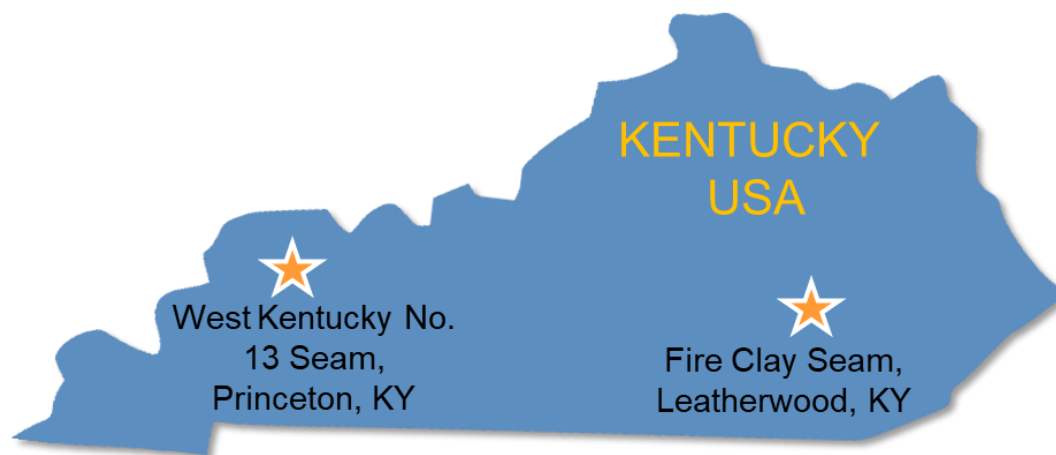 KENTUCKY
USA
West Kentucky No.
13 Seam,
Princeton, KY
Fire Clay Seam,
Leatherwood, KY